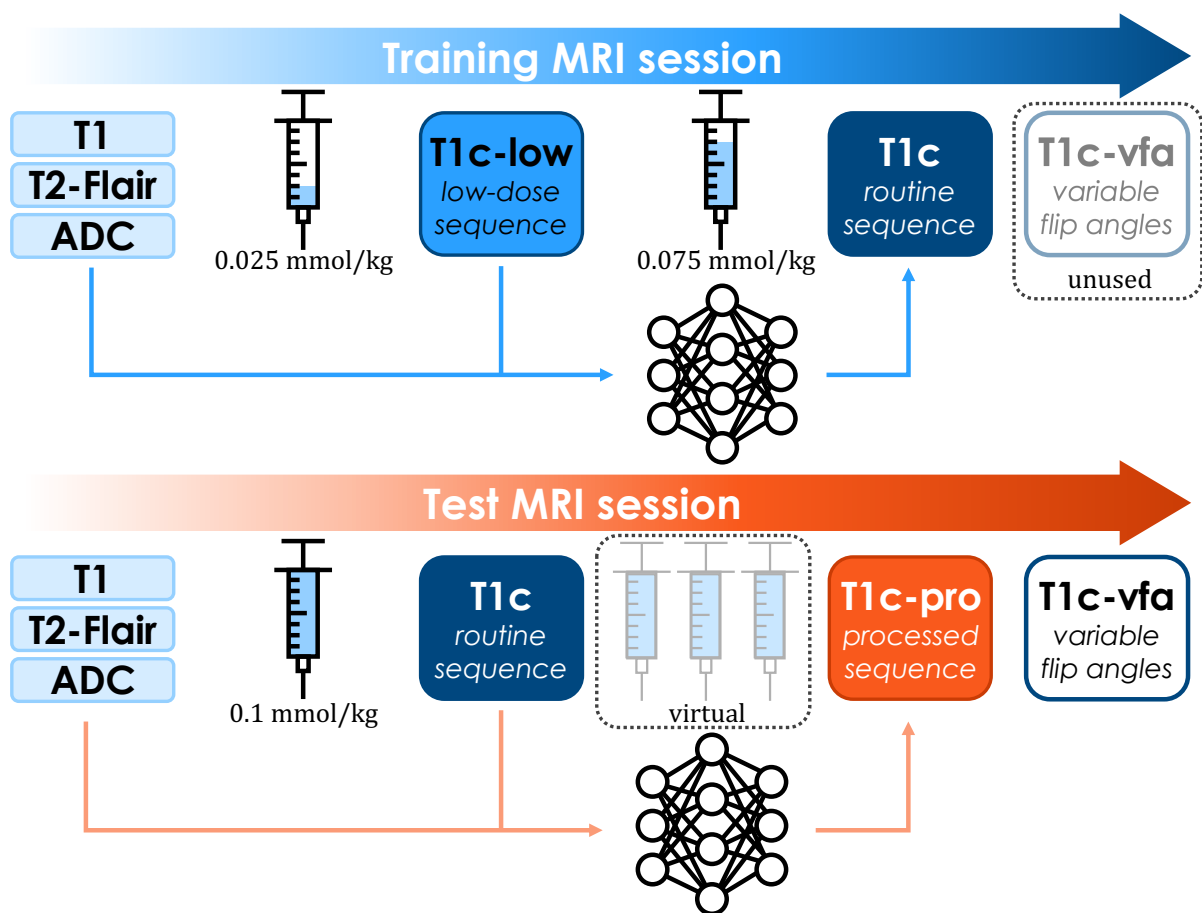 Training MRI session
T1
T2-Flair
ADC
0.025 mmol/kg
T1c-low
low-dose
sequence
0.075 mmol/kg
T1c
routine
sequence
T1c-vfa
variable
flip angles
unused
Test MRI session
T1
T2-Flair
ADC
0.1 mmol/kg
T1c
routine
sequence
virtual
T1c-pro
processed
sequence
T1c-vfa
variable
flip angles